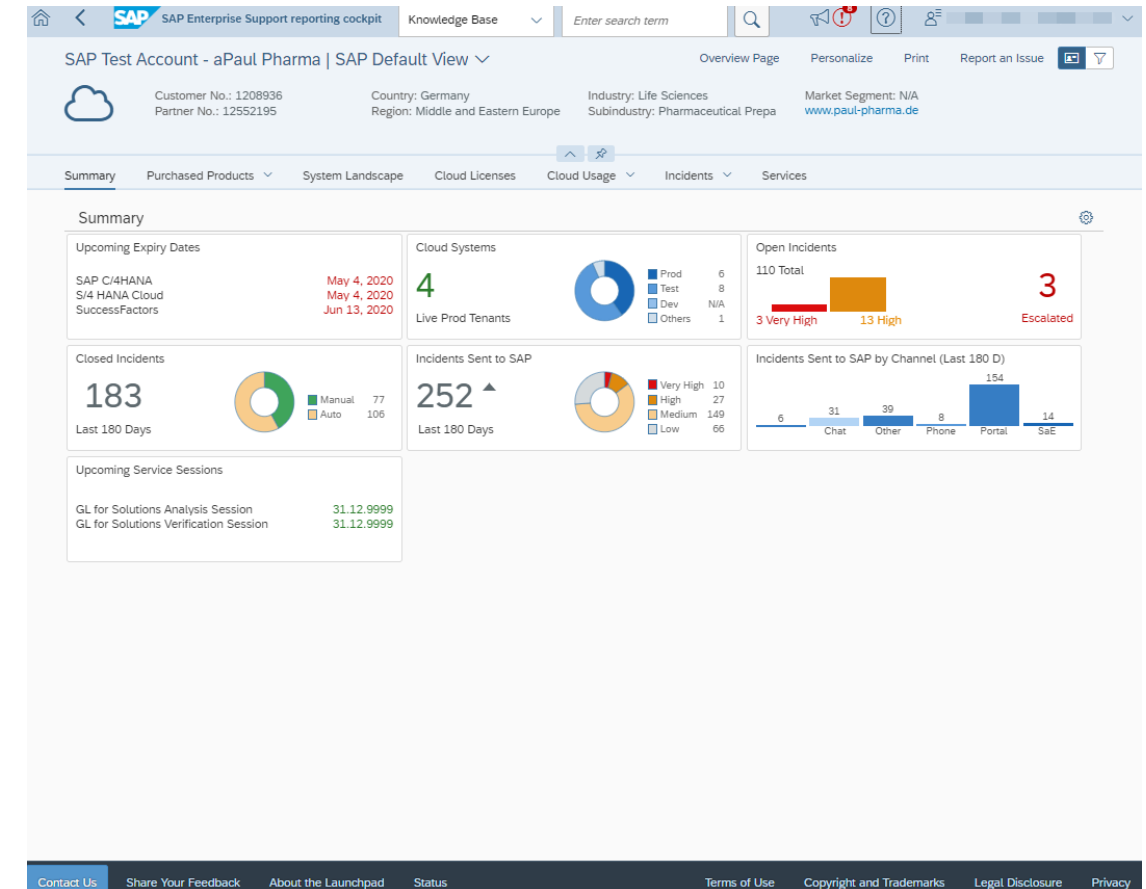 SAP SAP Enterprise Support reporting cockpit Knowledge Base Enter search term 8
SAP Test Account - aPaul Pharma | SAP Default View Overview Page Personalize Print Report an Issue
Customer No.: 1208936 Country: Germany Industry: Life Sciences Market Segment: N/A
Partner No.: 12552195 Region: Middle and Eastern Europe Subindustry: Pharmaceutical Prepa www.paul-pharma.de
Summary Purchased Products System Landscape Cloud Licenses Cloud Usage Incidents Services
Summary
Upcoming Expiry Dates
SAP C/4HANA May 4, 2020
S/4 HANA Cloud May 4, 2020
SuccessFactors Jun 13, 2020
Cloud Systems
4
Live Prod Tenants
Prod 6
Test 8
Dev N/A
Others 1
Open Incidents
110 Total
3 Very High 13 High
3
Escalated
Closed Incidents
183
Last 180 Days
Manual 77
Auto 106
Incidents Sent to SAP
252
Last 180 Days
Very High 10
High 27
Medium 149
Low 66
Incidents Sent to SAP by Channel (Last 180 D)
6 31 39 8 154 14
Chat Other Phone Portal SaE
Upcoming Service Sessions
GL for Solutions Analysis Session 31.12.9999
GL for Solutions Verification Session 31.12.9999
Contact Us Share Your Feedback About the Launchpad Status Terms of Use Copyright and Trademarks Legal Disclosure Privacy